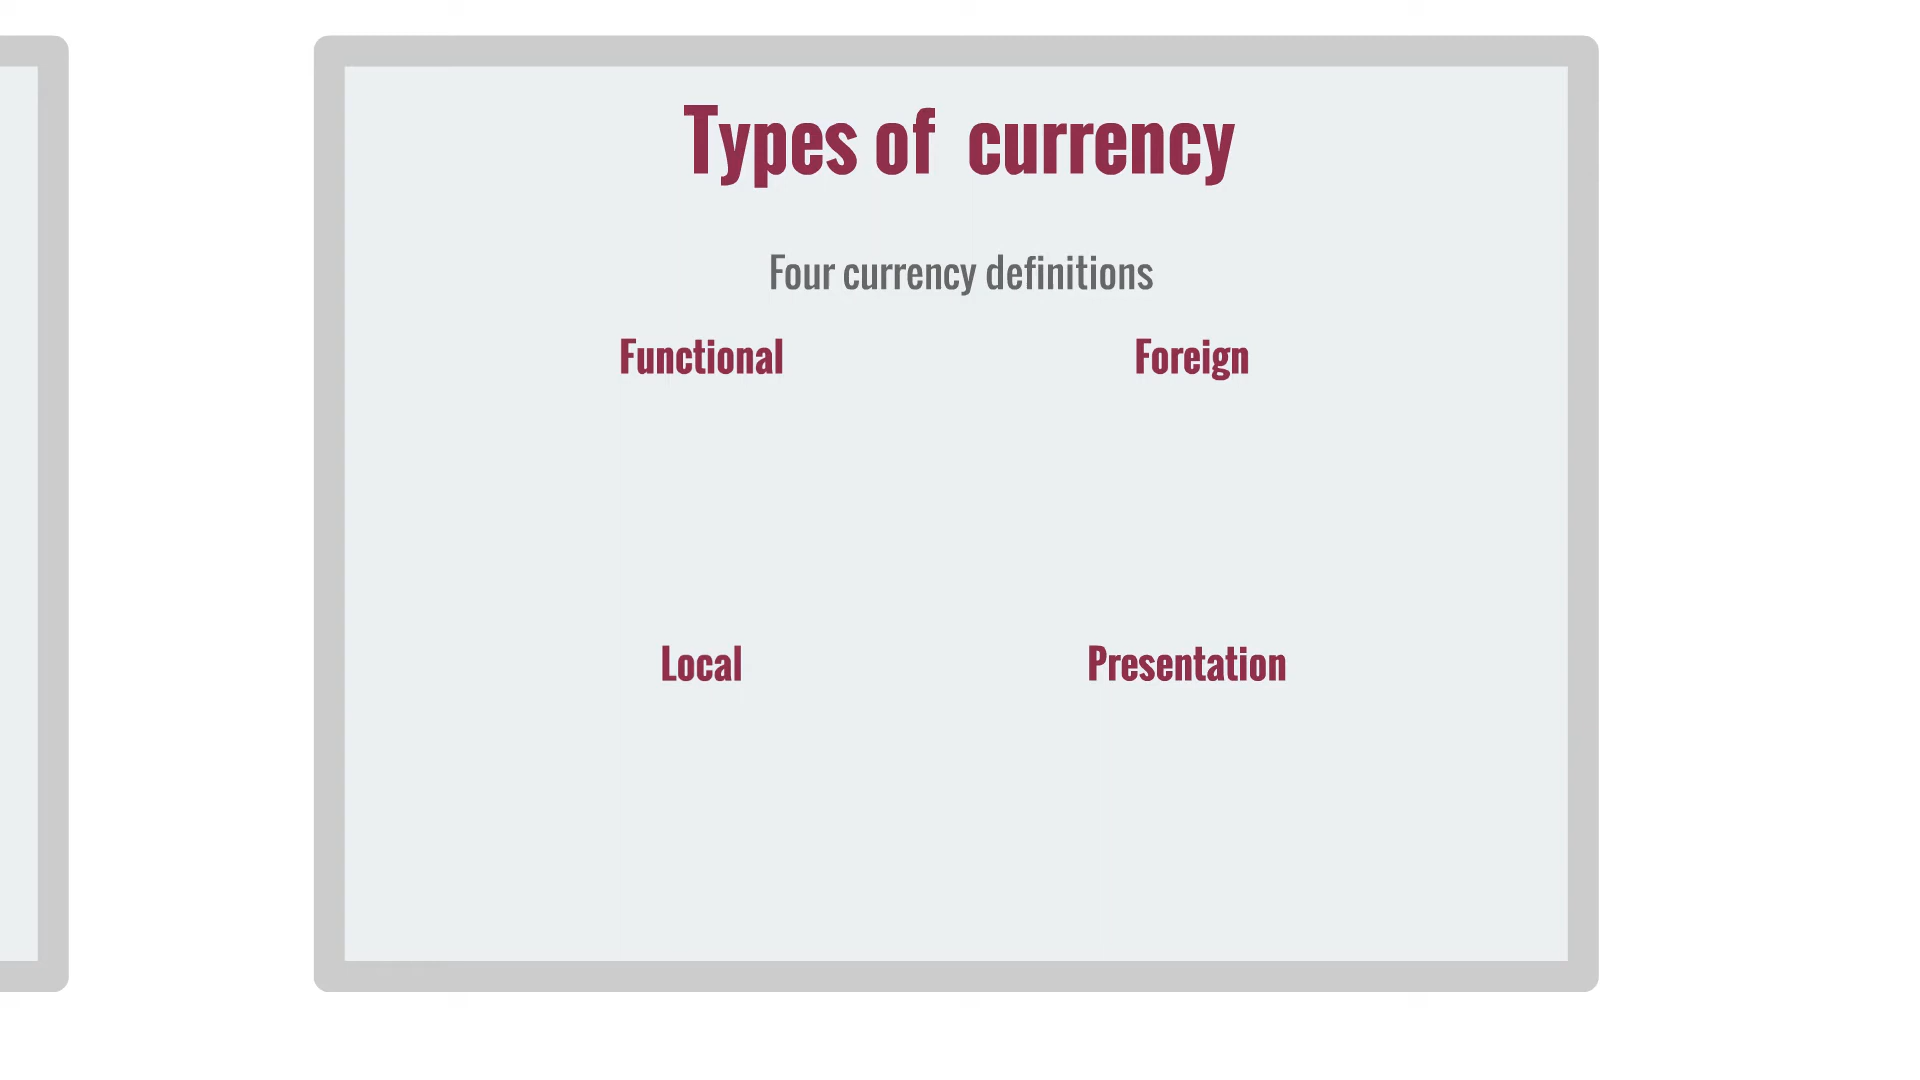 Types of currency
Four currency definitions
Functional
Foreign
Local
Presentation